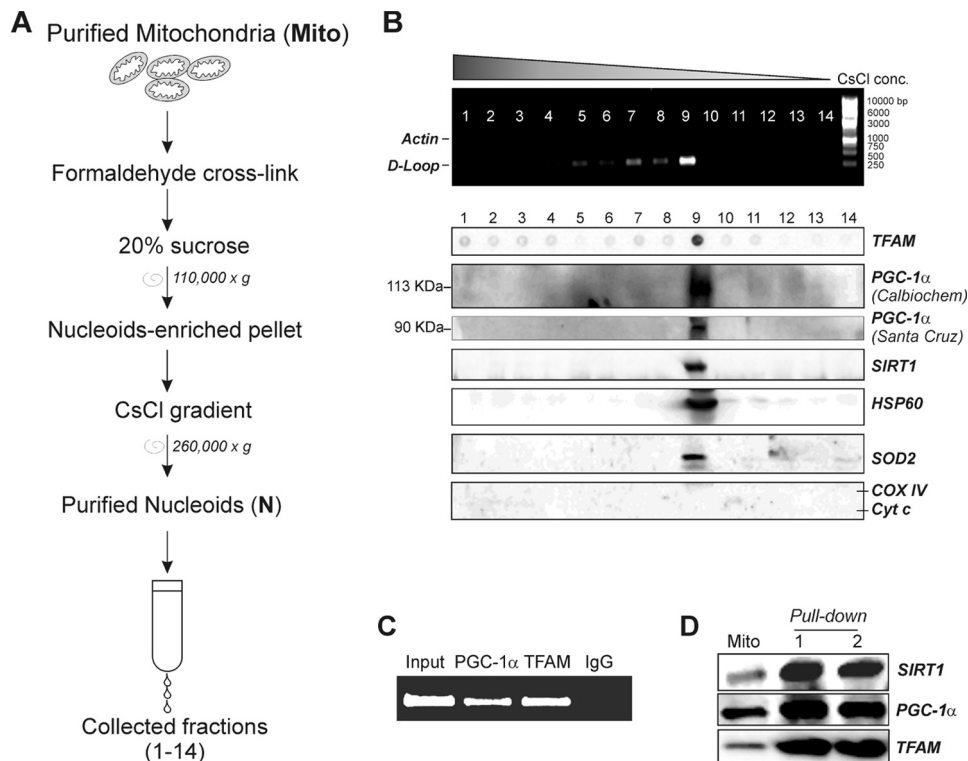 A
Purified Mitochondria (Mito)
Formaldehyde cross-link
20% sucrose
110,000 x g
Nucleoids-enriched pellet
CsCl gradient
260,000 x g
Purified Nucleoids (N)
Collected fractions
(1-14)
B
CsCl conc.
1 2 3 4 5 6 7 8 9 10 11 12 13 14
Actin
D-Loop
10000 bp
6000
3000
1000
750
500
250
1 2 3 4 5 6 7 8 9 10 11 12 13 14
TFAM
113 KDa
PGC-1α
(Calbiochem)
90 KDa
PGC-1α
(Santa Cruz)
SIRT1
HSP60
SOD2
COX IV
Cyt c
C
Input PGC-1α TFAM IgG
D
Pull-down
Mito 1 2
SIRT1
PGC-1α
TFAM